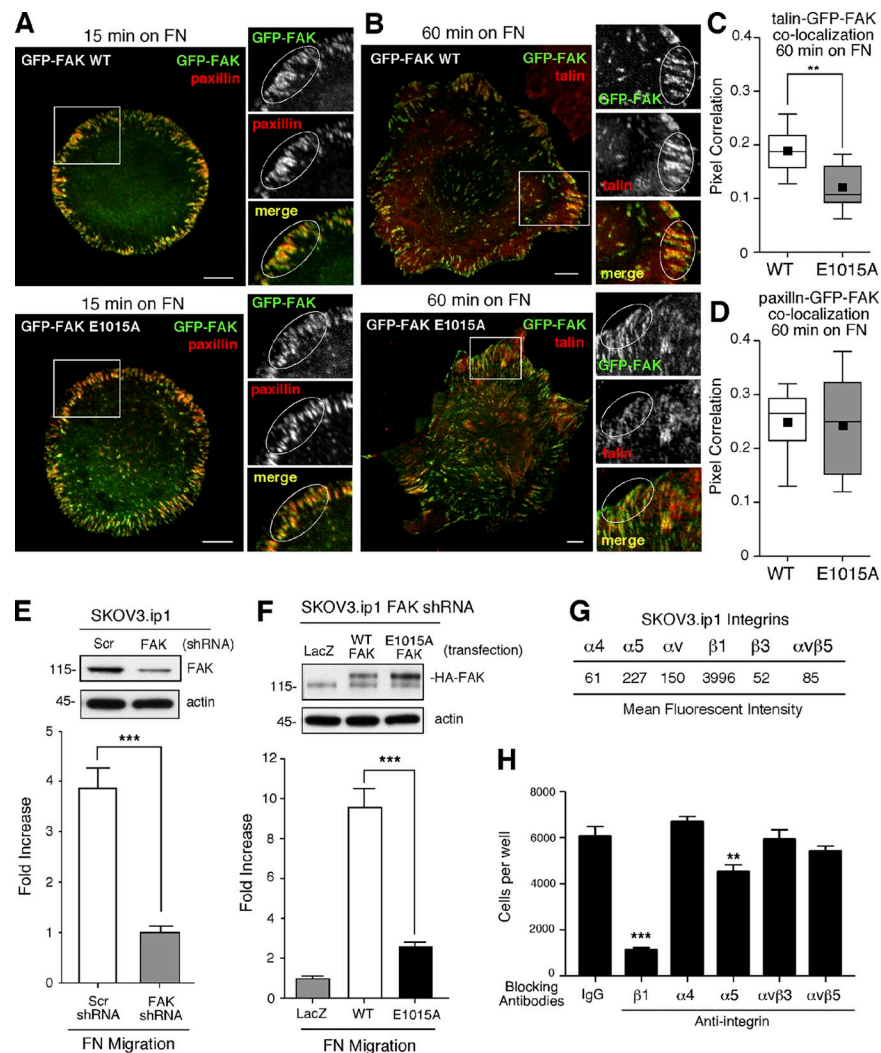 A
15 min on FN
GFP-FAK WT
GFP-FAK
paxillin
GFP-FAK
paxillin
merge
15 min on FN
GFP-FAK E1015A
GFP-FAK
paxillin
GFP-FAK
paxillin
merge
B
60 min on FN
GFP-FAK WT
GFP-FAK
talin
GFP-FAK
talin
merge
60 min on FN
GFP-FAK E1015A
GFP-FAK
talin
GFP-FAK
talin
merge
C
talin-GFP-FAK
co-localization
60 min on FN
**
Pixel Correlation
0.4
0.3
0.2
0.1
0
WT
E1015A
D
paxilln-GFP-FAK
co-localization
60 min on FN
Pixel Correlation
0.4
0.3
0.2
0.1
0
WT
E1015A
E
SKOV3.ip1
Scr FAK (shRNA)
115-
FAK
45-
actin
***
Fold Increase
5
4
3
2
1
0
Scr
shRNA
FAK
shRNA
FN Migration
F
SKOV3.ip1 FAK shRNA
LacZ
WT
FAK
E1015A
FAK
(transfection)
115-
-HA-FAK
45-
actin
***
Fold Increase
12
10
8
6
4
2
0
LacZ
WT
E1015A
FN Migration
G
SKOV3.ip1 Integrins
α4 α5 αv β1 β3 αvβ5
61 227 150 3996 52 85
Mean Fluorescent Intensity
H
Cells per well
8000
6000
4000
2000
0
***
**
Blocking
Antibodies
IgG β1 α4 α5 αvβ3 αvβ5
Anti-integrin